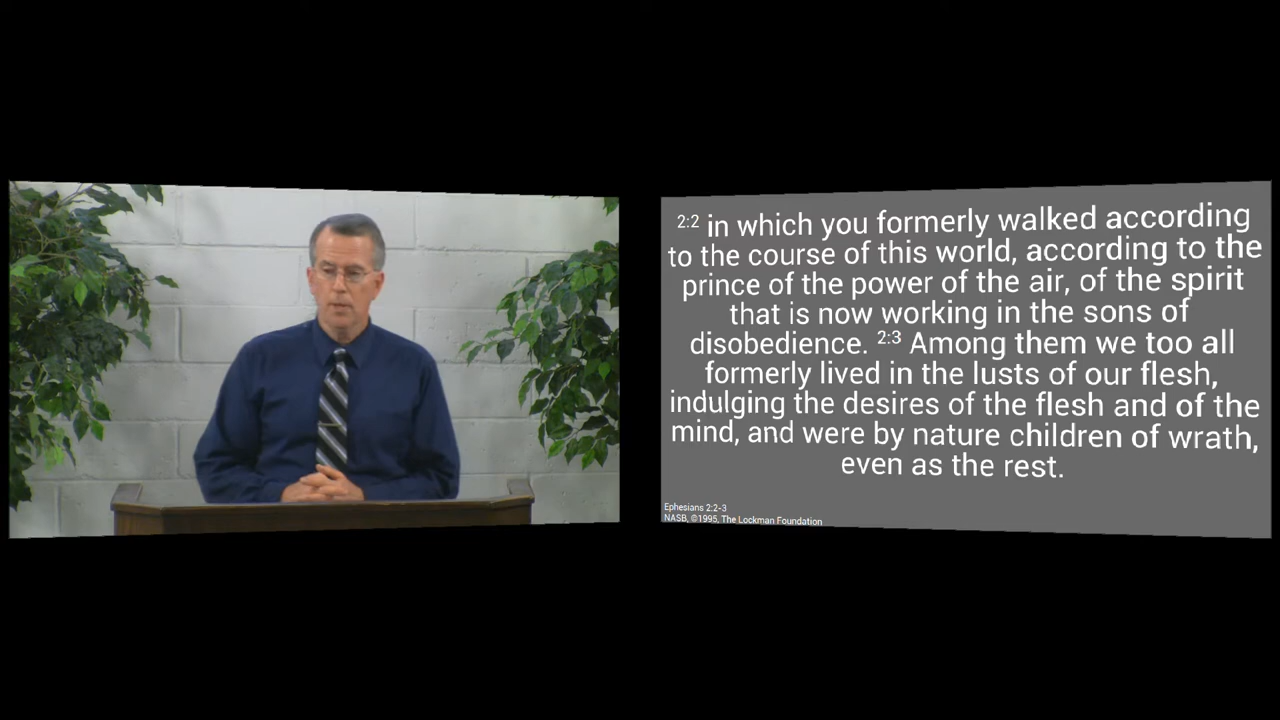 2:2 in which you formerly walked according
to the course of this world, according to the
prince of the power of the air, of the spirit
that is now working in the sons of
disobedience. 2:3 Among them we too all
formerly lived in the lusts of our flesh,
indulging the desires of the flesh and of the
mind, and were by nature children of wrath,
even as the rest.
Ephesians 2:2-3
NASB, ©1995, The Lockman Foundation